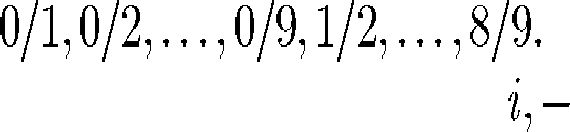 0/1, 0/2, ..., 0/9, 1/2, ..., 8/9.
i, −